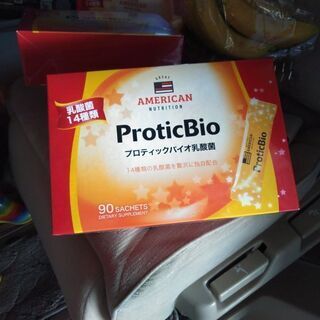 GREAT
AMERICAN
NUTRITION
乳酸菌
14種類
ProticBio
プロティックバイオ乳酸菌
14種類の乳酸菌を贅沢に独自配合
90 SACHETS
DIETARY SUPPLEMENT
AMERICAN
ProticBio